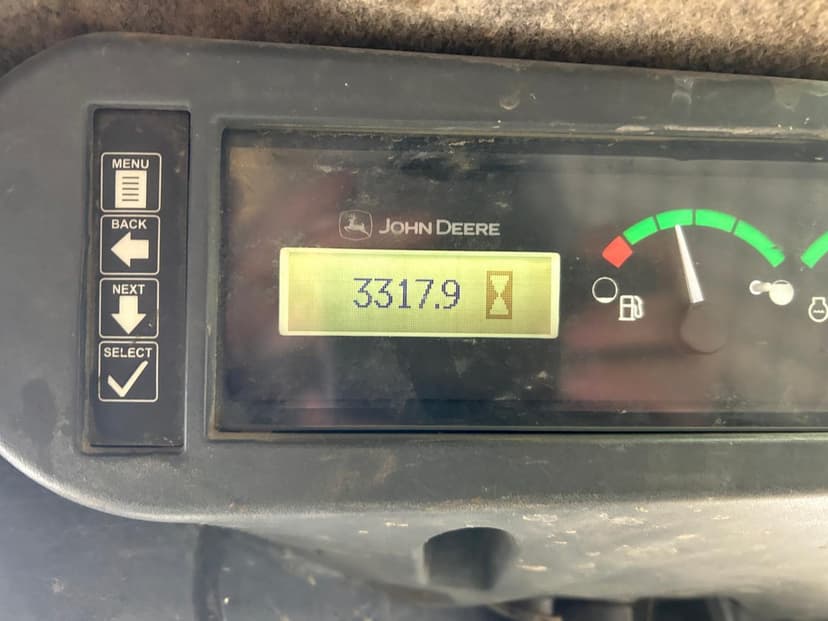 MENU
BACK
NEXT
SELECT
JOHN DEERE
3317.9